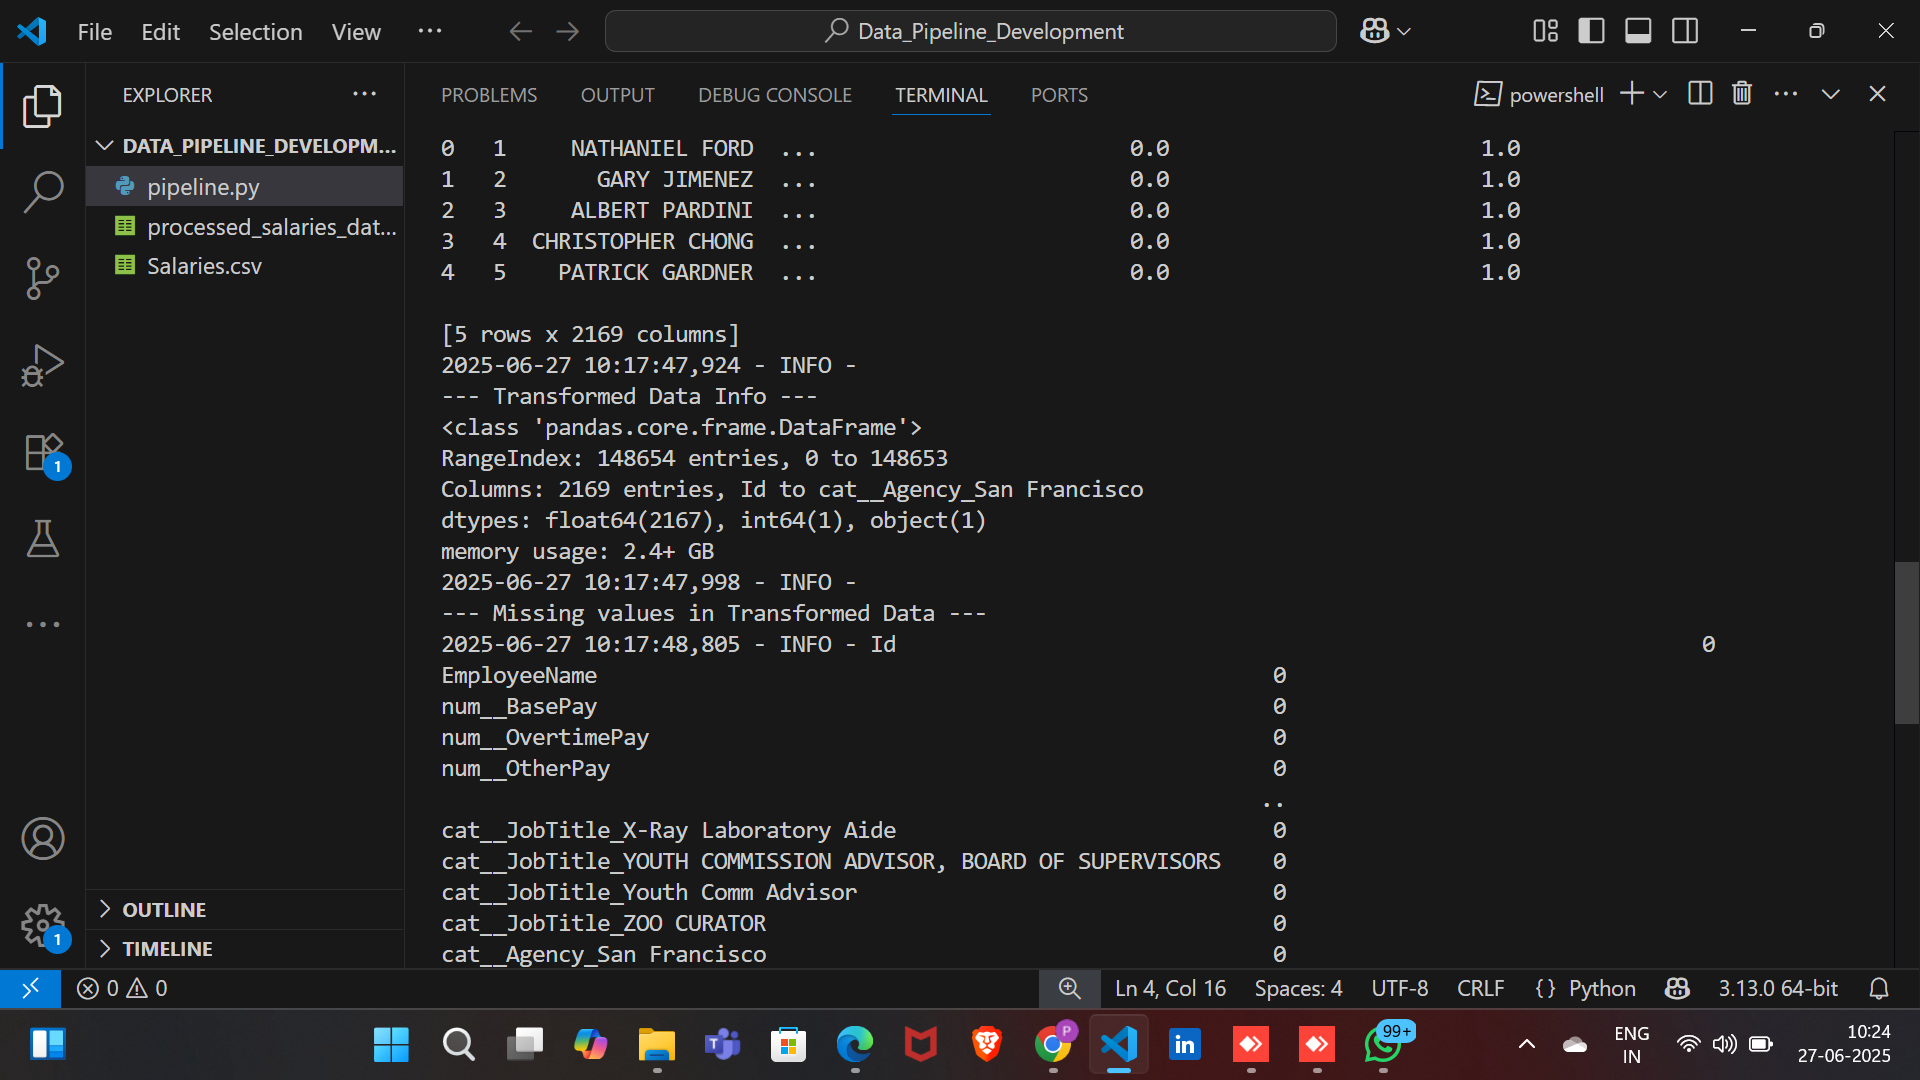 File Edit Selection View ··· Data_Pipeline_Development
EXPLORER ···
DATA_PIPELINE_DEVELOPM...
pipeline.py
processed_salaries_dat...
Salaries.csv
OUTLINE
TIMELINE
PROBLEMS OUTPUT DEBUG CONSOLE TERMINAL PORTS powershell ···
0 1 NATHANIEL FORD ... 0.0 1.0
1 2 GARY JIMENEZ ... 0.0 1.0
2 3 ALBERT PARDINI ... 0.0 1.0
3 4 CHRISTOPHER CHONG ... 0.0 1.0
4 5 PATRICK GARDNER ... 0.0 1.0
[5 rows x 2169 columns]
2025-06-27 10:17:47,924 - INFO -
--- Transformed Data Info ---
<class 'pandas.core.frame.DataFrame'>
RangeIndex: 148654 entries, 0 to 148653
Columns: 2169 entries, Id to cat__Agency_San Francisco
dtypes: float64(2167), int64(1), object(1)
memory usage: 2.4+ GB
2025-06-27 10:17:47,998 - INFO -
--- Missing values in Transformed Data ---
2025-06-27 10:17:48,805 - INFO - Id 0
EmployeeName 0
num__BasePay 0
num__OvertimePay 0
num__OtherPay 0
..
cat__JobTitle_X-Ray Laboratory Aide 0
cat__JobTitle_YOUTH COMMISSION ADVISOR, BOARD OF SUPERVISORS 0
cat__JobTitle_Youth Comm Advisor 0
cat__JobTitle_ZOO CURATOR 0
cat__Agency_San Francisco 0
1
1
0 0 Ln 4, Col 16 Spaces: 4 UTF-8 CRLF {} Python 3.13.0 64-bit
T P in 99+
ENG
IN
10:24
27-06-2025